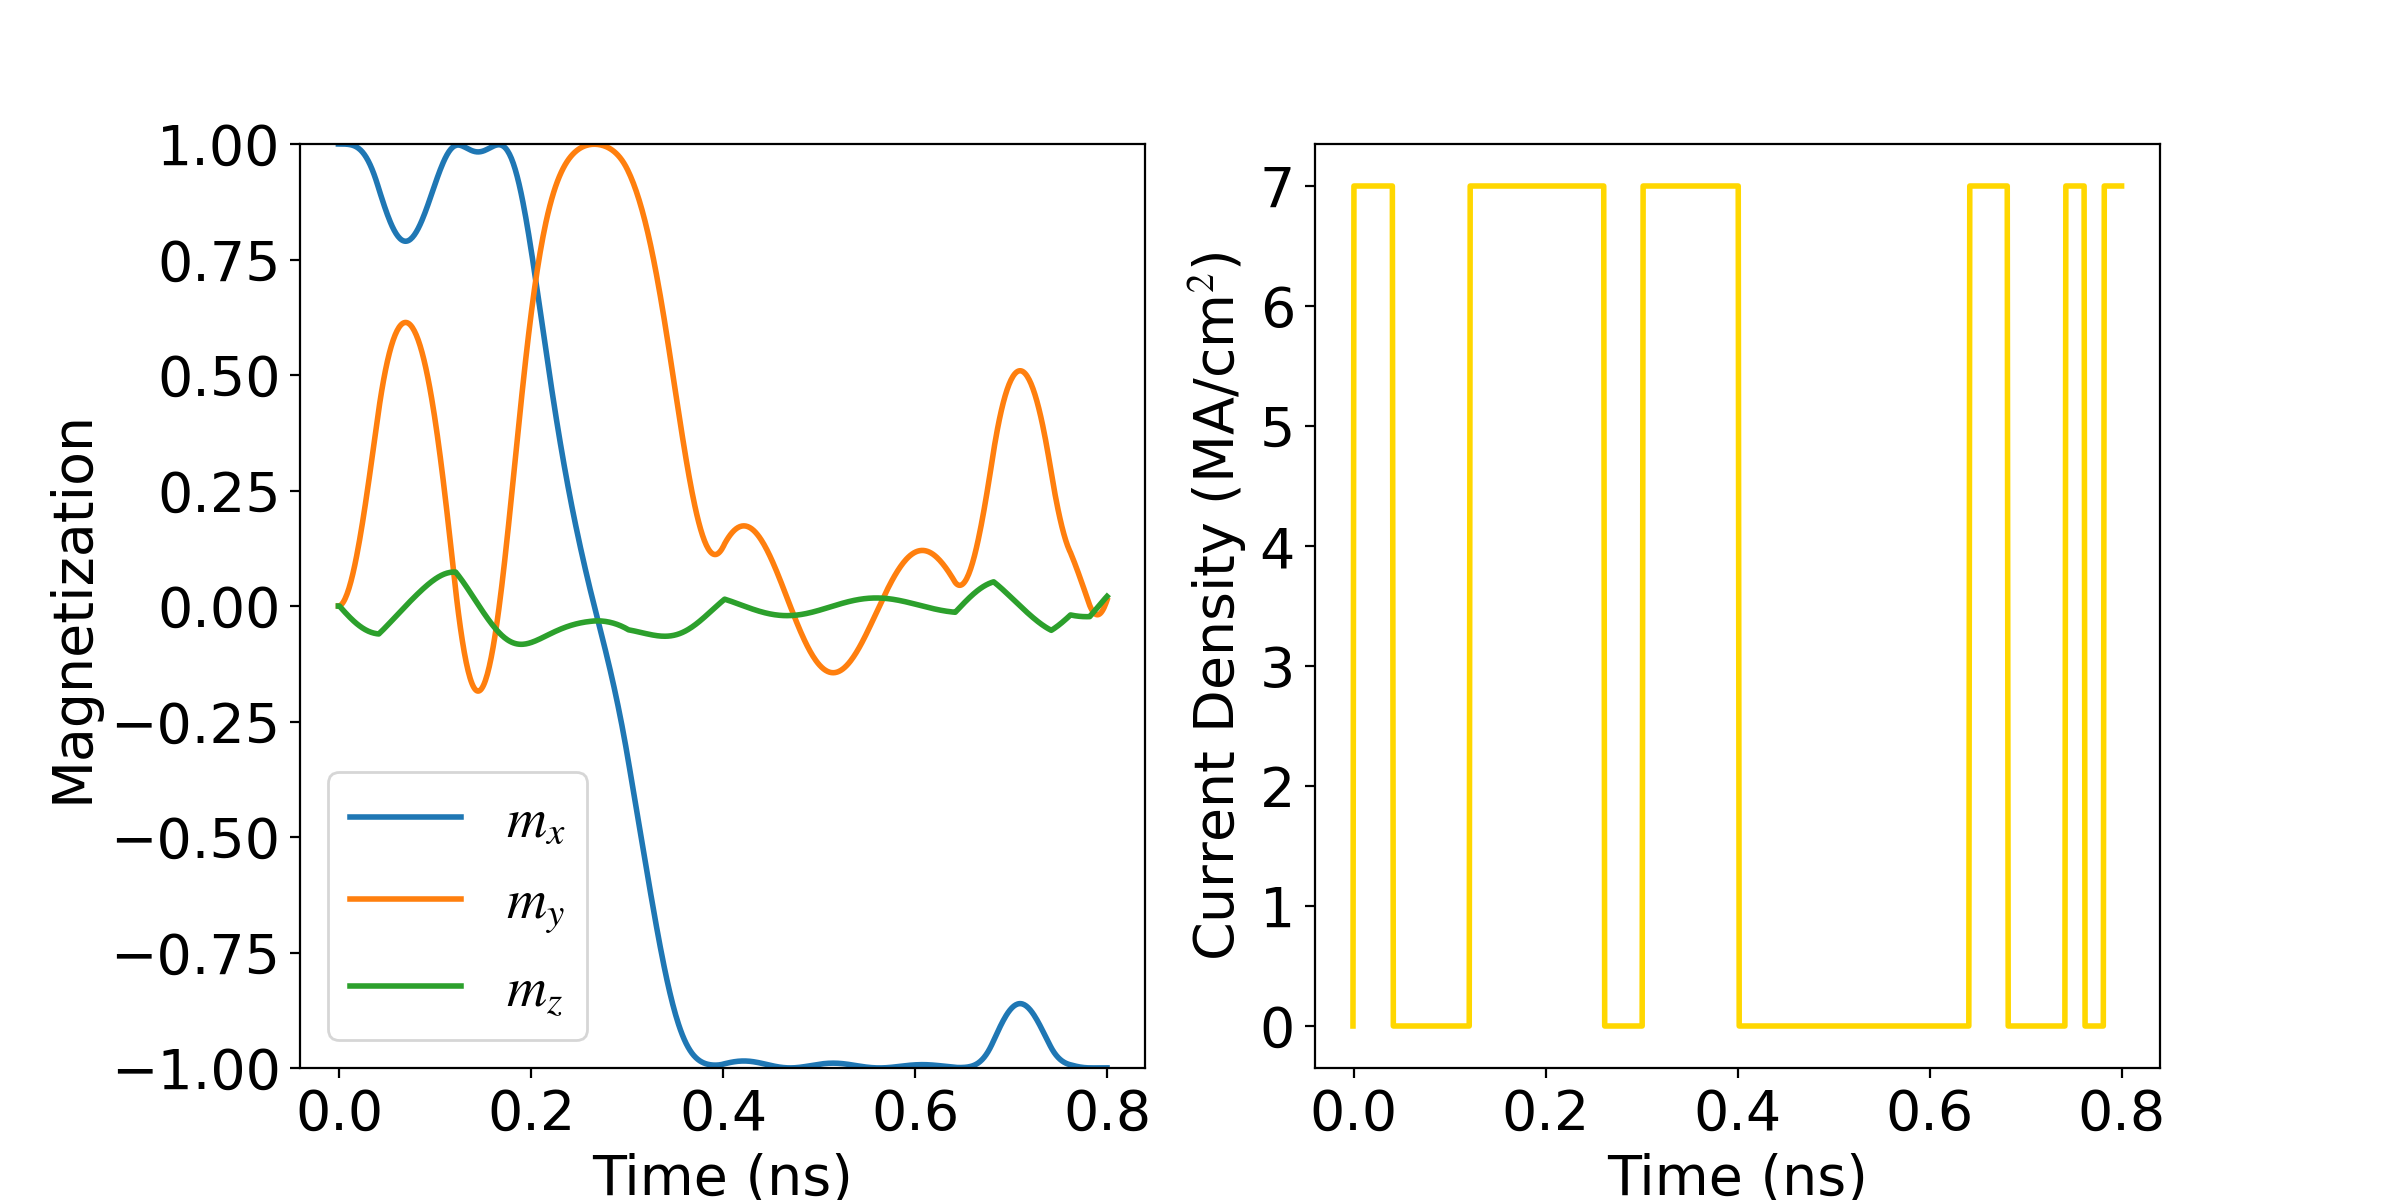 1.00
0.75
0.50
0.25
0.00
−0.25
−0.50
−0.75
−1.00
Magnetization
m_x
m_y
m_z
0.0 0.2 0.4 0.6 0.8
Time (ns)
7
6
5
4
3
2
1
0
Current Density (MA/cm²)
0.0 0.2 0.4 0.6 0.8
Time (ns)